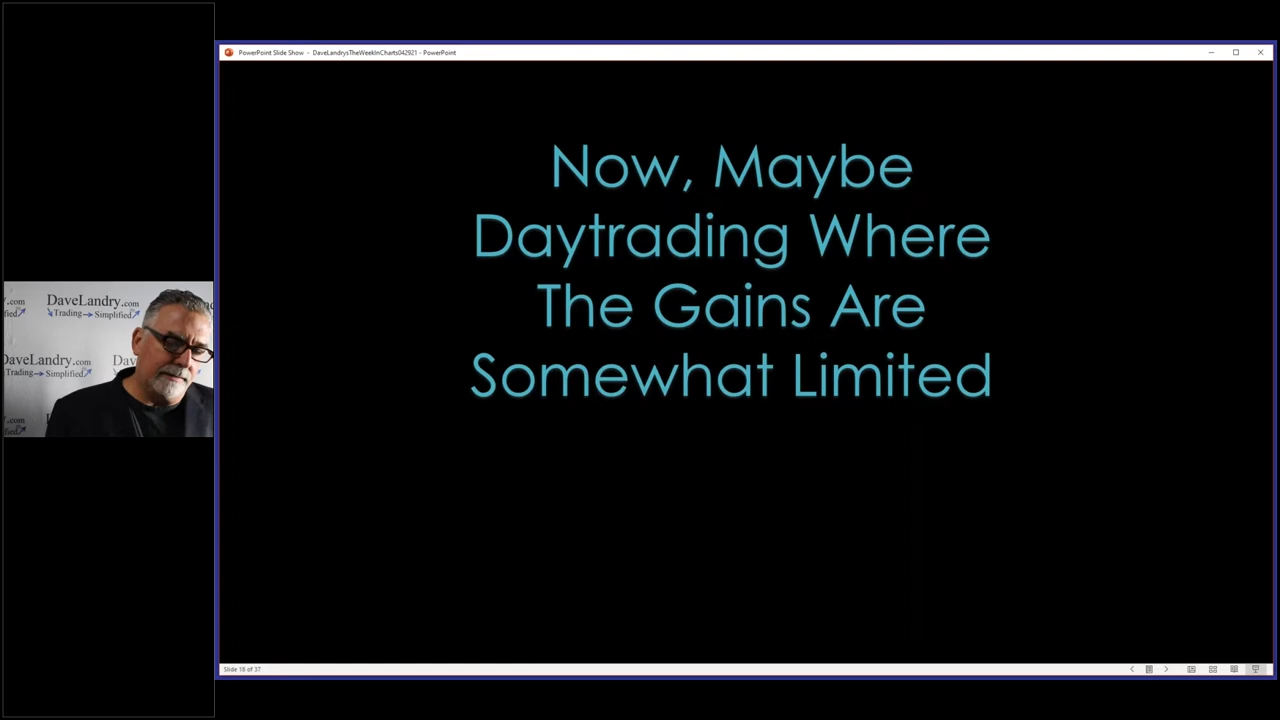 PowerPoint Slide Show - DaveLandrysTheWeekInCharts042921 - PowerPoint
Now, Maybe
Daytrading Where
The Gains Are
Somewhat Limited
.com
DaveLandry.com
Trading Simplified
DaveLandry.com
Trading Simplified
Slide 18 of 37